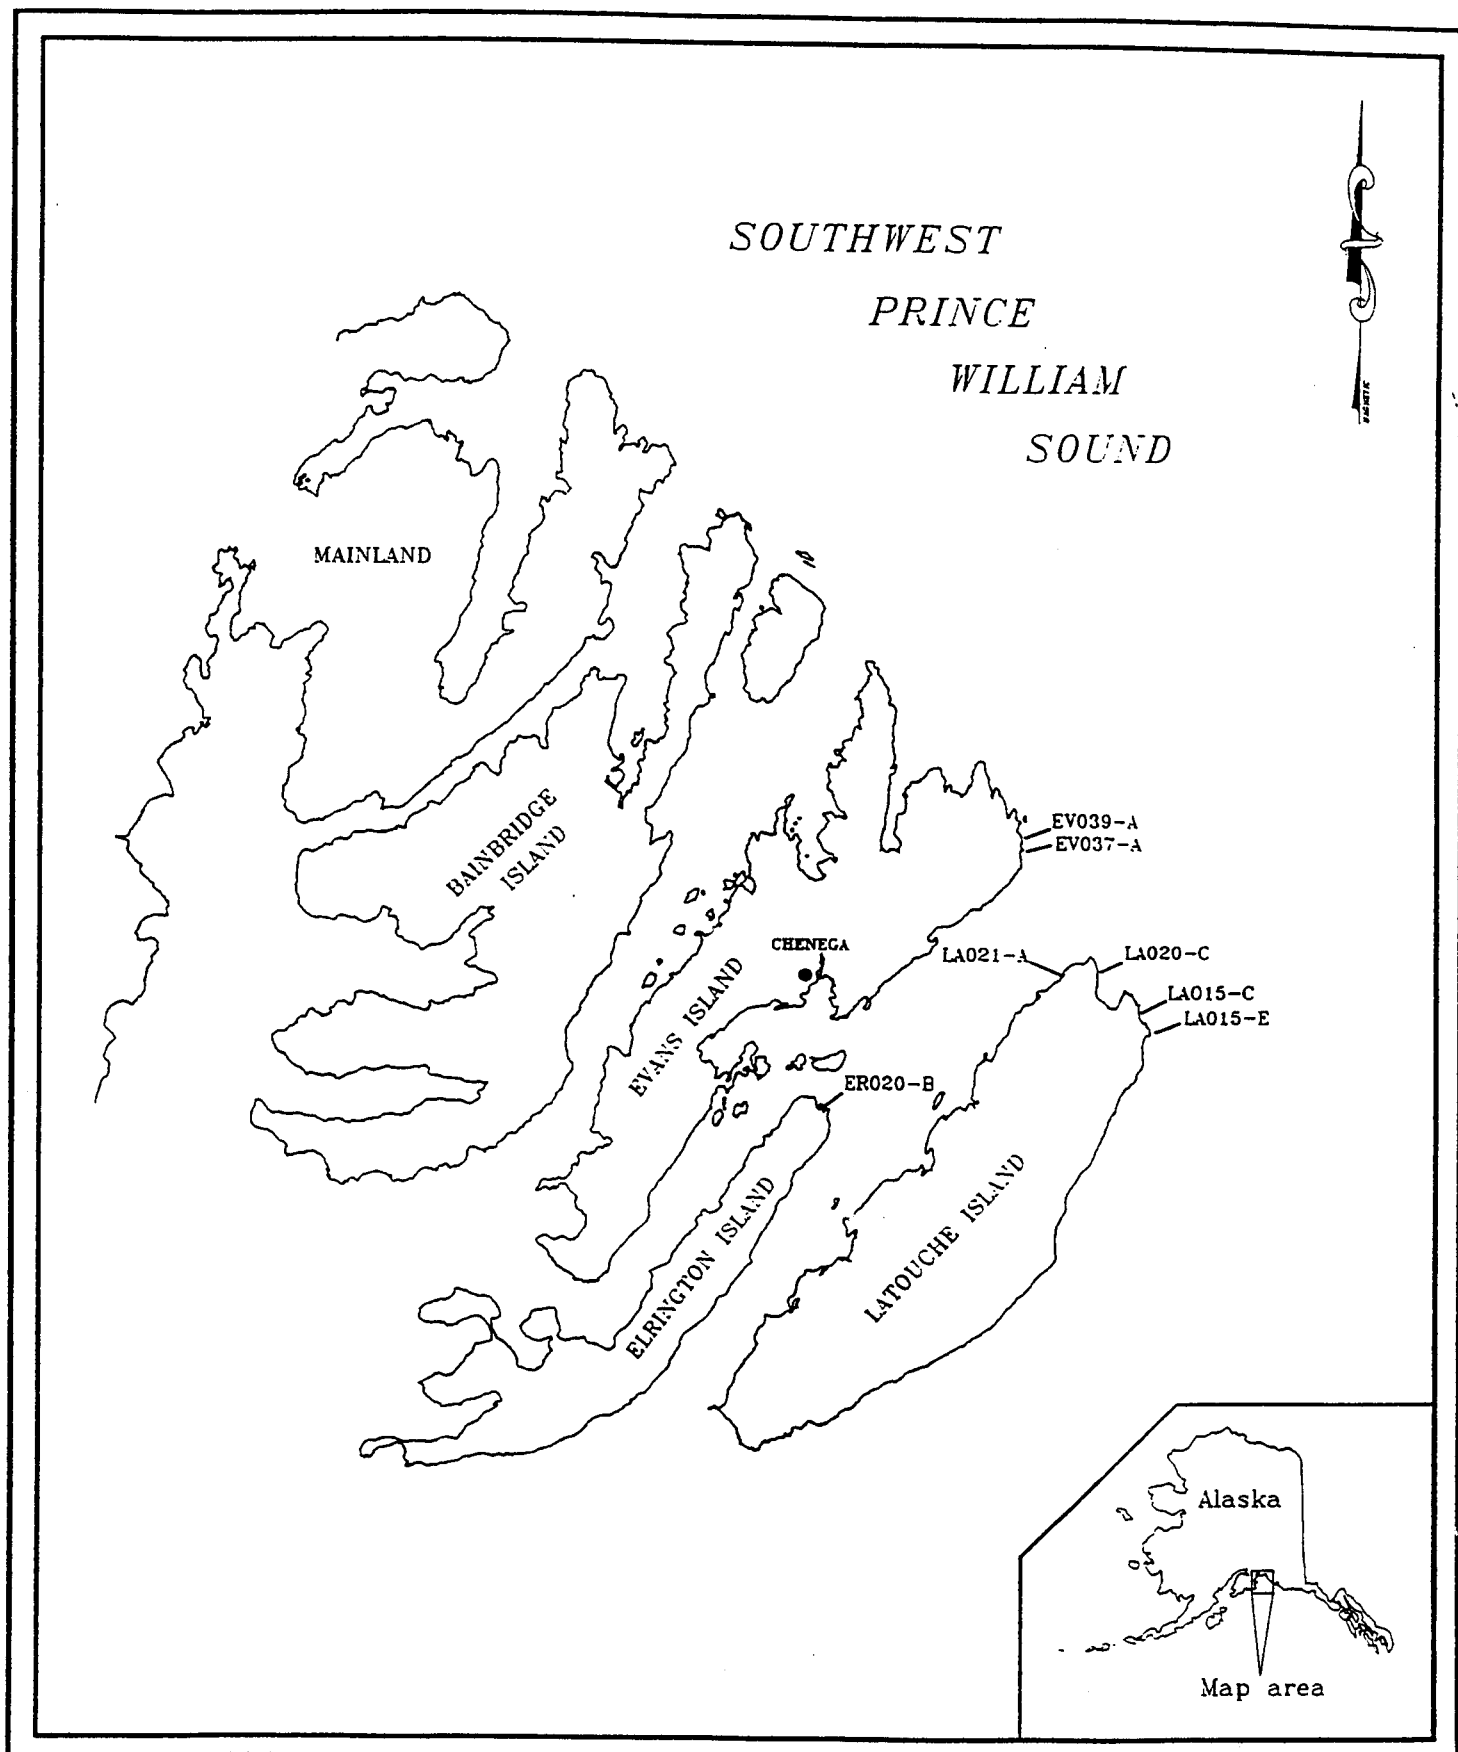 SOUTHWEST
PRINCE
WILLIAM
SOUND
MAGNETIC
MAINLAND
BAINBRIDGE
ISLAND
EV039-A
EV037-A
CHENEGA
LA021-A
LA020-C
LA015-C
LA015-E
EVANS ISLAND
ER020-B
ELRINGTON ISLAND
LATOUCHE ISLAND
Alaska
Map area